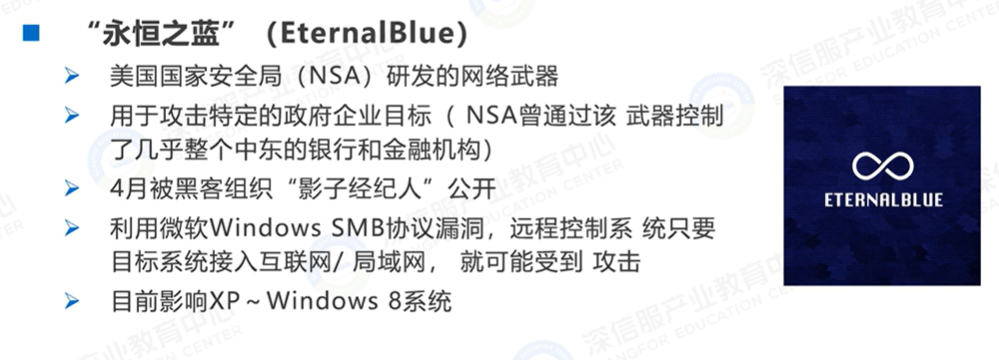 “永恒之蓝” （EternalBlue）
美国国家安全局（NSA）研发的网络武器
用于攻击特定的政府企业目标（ NSA曾通过该 武器控制
了几乎整个中东的银行和金融机构）
4月被黑客组织“影子经纪人”公开
利用微软Windows SMB协议漏洞，远程控制系 统只要
目标系统接入互联网/ 局域网， 就可能受到 攻击
目前影响XP～Windows 8系统
ETERNALBLUE
深信服产业教育中心
SANGFOR EDUCATION CENTER